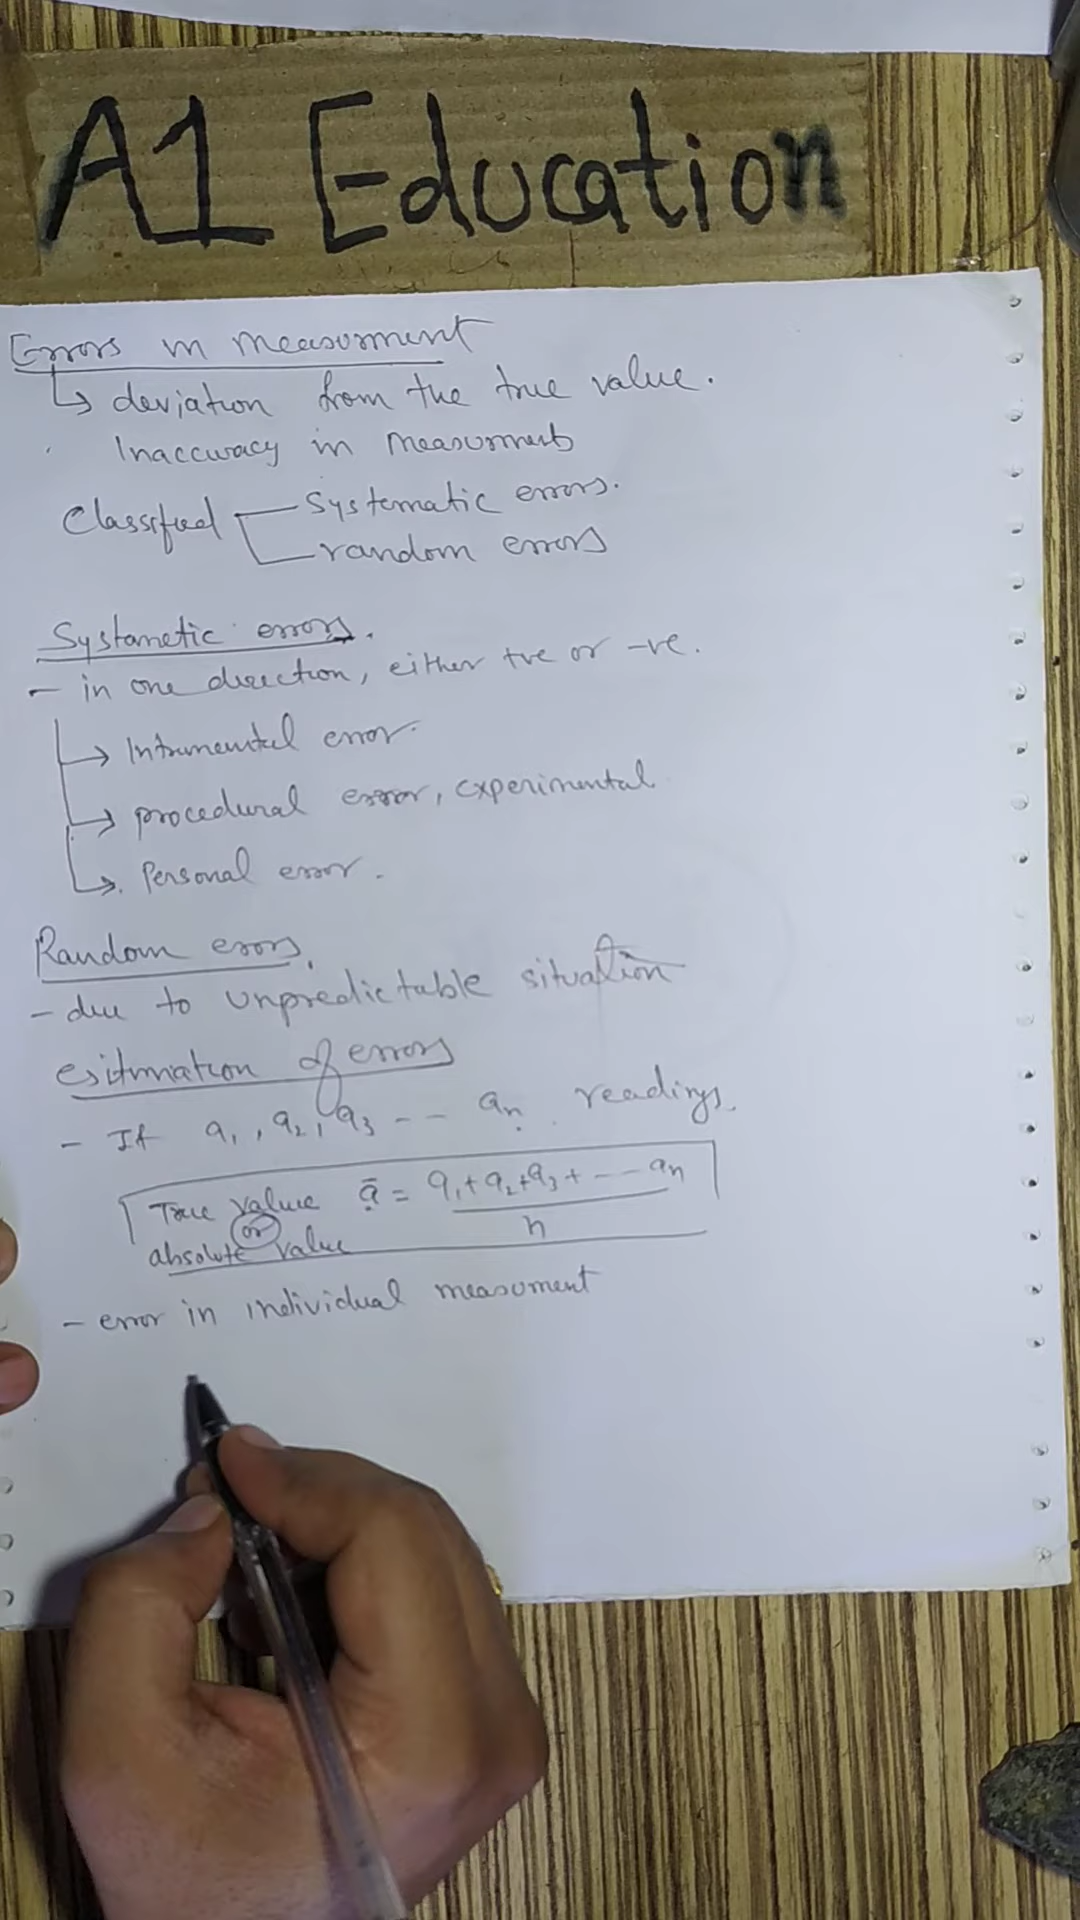 A1 Education
Errors in measurment
↳ deviation from the true value.
Inaccuracy in measurments
Classified systematic errors.
random errors
Systametic errors.
- in one direction, either +ve or -ve.
→ Intrumental error.
→ procedural error, experimental
→ Personal error.
Random erors.
- due to unpredictable situation
esitmation of errors
- If a₁, a₂, a₃ -- aₙ readings.
True value ā = a₁+a₂+a₃+---aₙ
n
or
absolute value
- error in individual measument